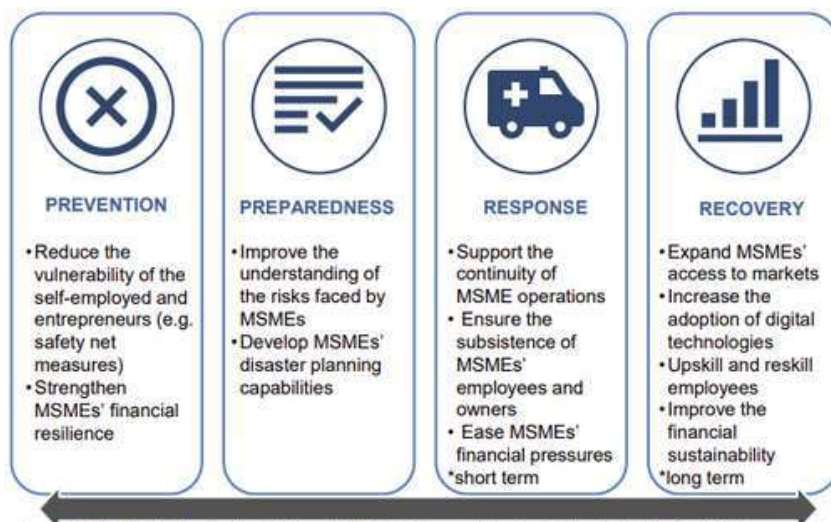 PREVENTION
•Reduce the
vulnerability of the
self-employed and
entrepreneurs (e.g.
safety net
measures)
•Strengthen
MSMEs' financial
resilience
PREPAREDNESS
•Improve the
understanding of
the risks faced by
MSMEs
•Develop MSMEs'
disaster planning
capabilities
RESPONSE
•Support the
continuity of
MSME operations
• Ensure the
subsistence of
MSMEs'
employees and
owners
• Ease MSMEs'
financial pressures
*short term
RECOVERY
•Expand MSMEs'
access to markets
•Increase the
adoption of digital
technologies
•Upskill and reskill
employees
•Improve the
financial
sustainability
*long term